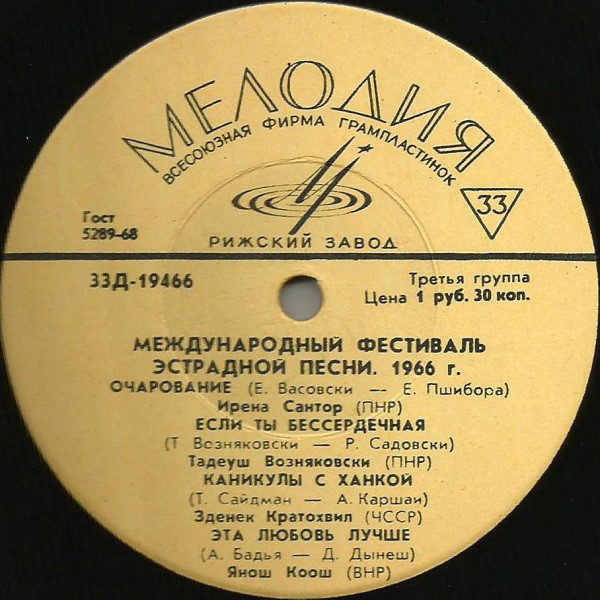 МЕЛОДИЯ
ВСЕСОЮЗНАЯ ФИРМА ГРАМПЛАСТИНОК
33
Гост
5289-68
РИЖСКИЙ ЗАВОД
33Д-19466
Третья группа
Цена 1 руб. 30 коп.
МЕЖДУНАРОДНЫЙ ФЕСТИВАЛЬ
ЭСТРАДНОЙ ПЕСНИ. 1966 г.
ОЧАРОВАНИЕ (Е. Васовски — Е. Пшибора)
Ирена Сантор (ПНР)
ЕСЛИ ТЫ БЕССЕРДЕЧНАЯ
(Т Возняковски — Р. Садовски)
Тадеуш Возняковски (ПНР)
КАНИКУЛЫ С ХАНКОЙ
(Т. Сайдман — А. Каршаи)
Зденек Кратохвил (ЧССР)
ЭТА ЛЮБОВЬ ЛУЧШЕ
(А. Бадья — Д. Дынеш)
Янош Коош (ВНР)